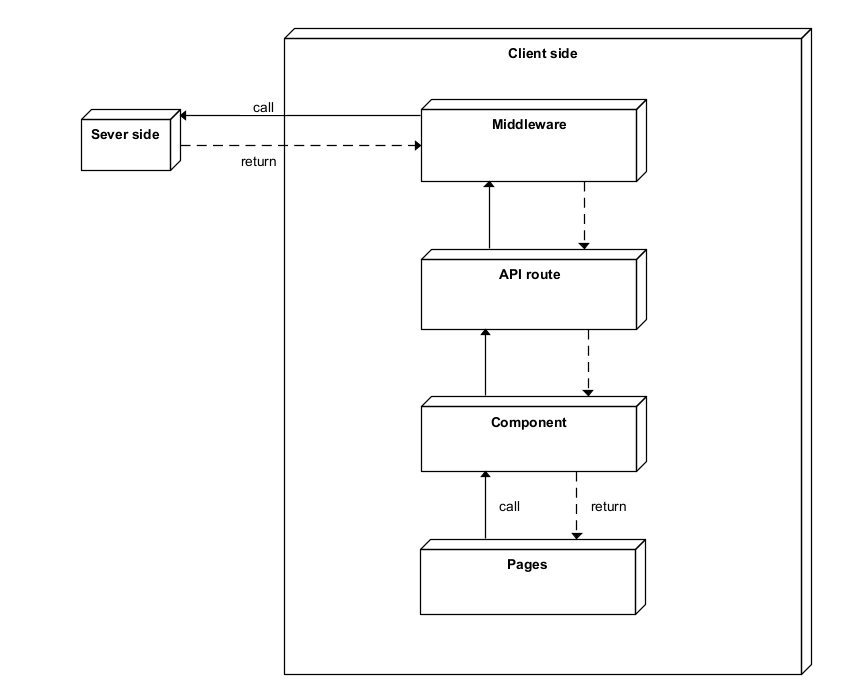 Client side
call
Sever side
Middleware
return
API route
Component
call
return
Pages